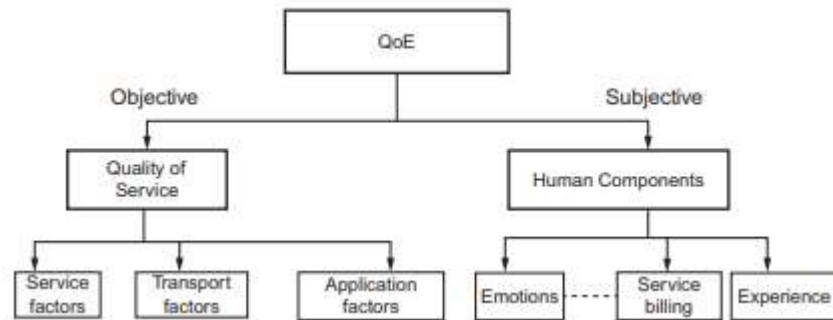 QoE
Objective
Subjective
Quality of
Service
Human Components
Service
factors
Transport
factors
Application
factors
Emotions
Service
billing
Experience